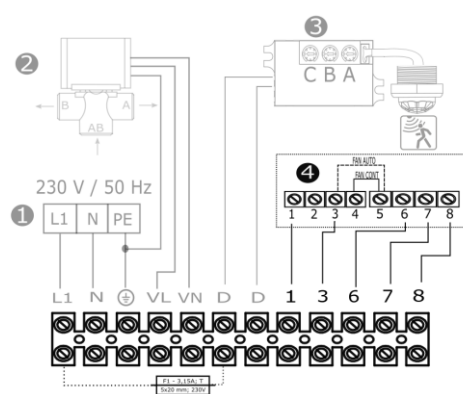 2
3
C B A
B
A
AB
4
FAN AUTO
FAN CONT
1 2 3 4 5 6 7 8
230 V / 50 Hz
1
L1 N PE
L1 N VL VN D D 1 3 6 7 8
F1 - 3,15A; T
5x20 mm; 230V